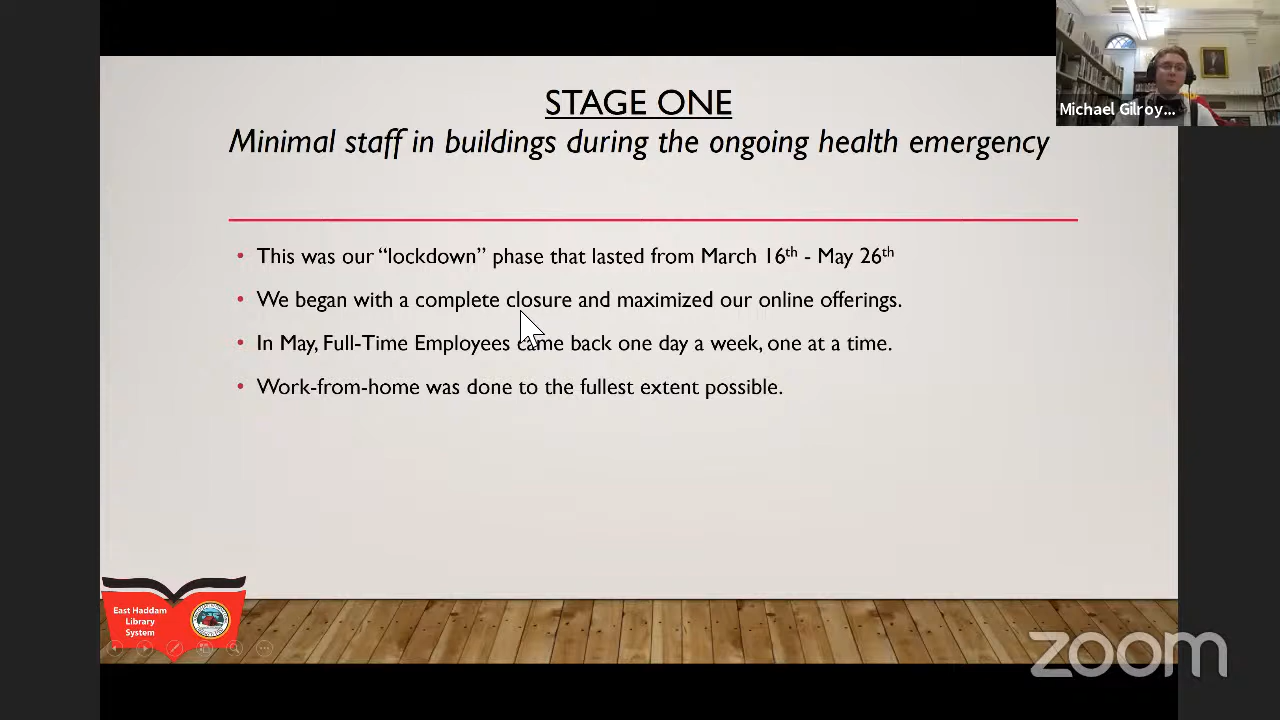 STAGE ONE
Minimal staff in buildings during the ongoing health emergency
Michael Gilroy...
• This was our “lockdown” phase that lasted from March 16th - May 26th
• We began with a complete closure and maximized our online offerings.
• In May, Full-Time Employees came back one day a week, one at a time.
• Work-from-home was done to the fullest extent possible.
East Haddam
Library
System
zoom